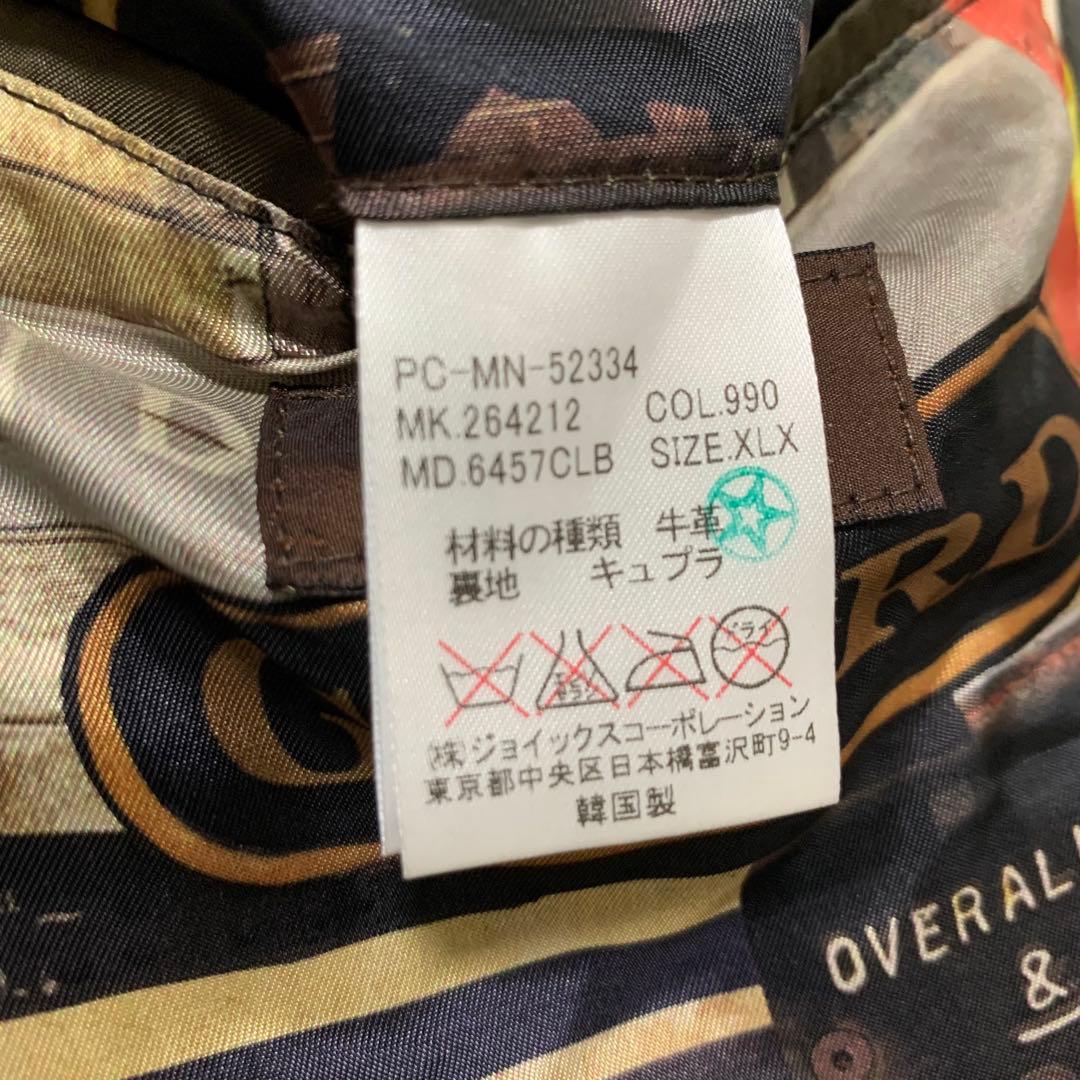 PC-MN-52334
MK.264212 COL.990
MD.6457CLB SIZE.XLX
材料の種類 牛革
裏地 キュプラ
ドライ
(株)ジョイックスコーポレーション
東京都中央区日本橋富沢町9-4
韓国製
RD
OVERAL
&